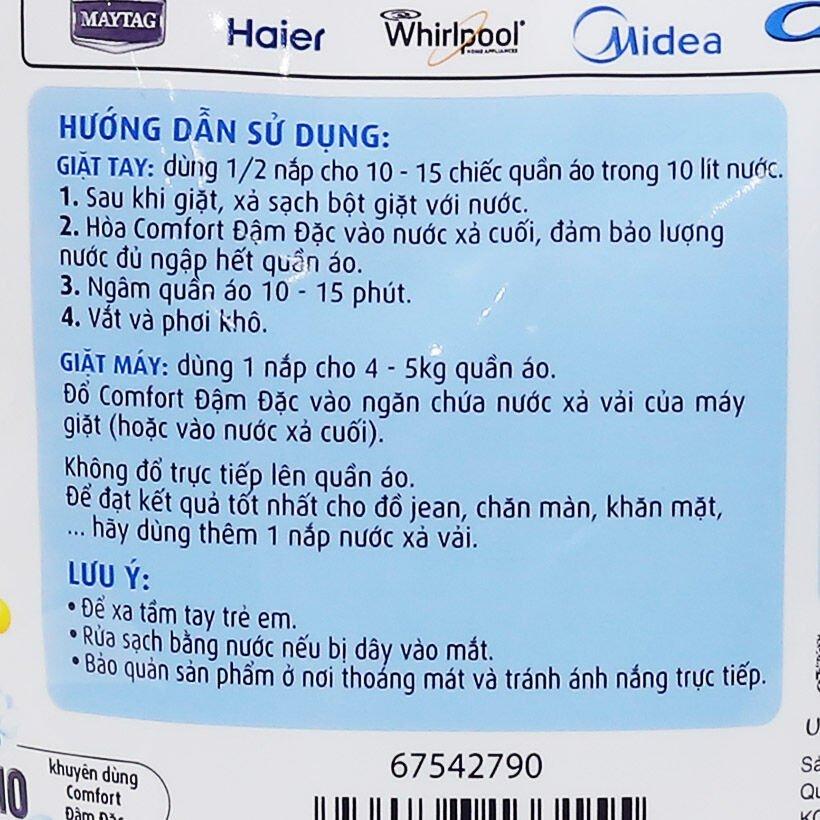 MAYTAG
Haier
Whirlpool
HOME APPLIANCES
Midea
HƯỚNG DẪN SỬ DỤNG:
GIẶT TAY: dùng 1/2 nắp cho 10 - 15 chiếc quần áo trong 10 lít nước.
1. Sau khi giặt, xả sạch bột giặt với nước.
2. Hòa Comfort Đậm Đặc vào nước xả cuối, đảm bảo lượng
nước đủ ngập hết quần áo.
3. Ngâm quần áo 10 - 15 phút.
4. Vắt và phơi khô.
GIẶT MÁY: dùng 1 nắp cho 4 - 5kg quần áo.
Đổ Comfort Đậm Đặc vào ngăn chứa nước xả vải của máy
giặt (hoặc vào nước xả cuối).
Không đổ trực tiếp lên quần áo.
Để đạt kết quả tốt nhất cho đồ jean, chăn màn, khăn mặt,
... hãy dùng thêm 1 nắp nước xả vải.
LƯU Ý:
• Để xa tầm tay trẻ em.
• Rửa sạch bằng nước nếu bị dây vào mắt.
• Bảo quản sản phẩm ở nơi thoáng mát và tránh ánh nắng trực tiếp.
67542790
khuyên dùng
Comfort
Đậm Đặc